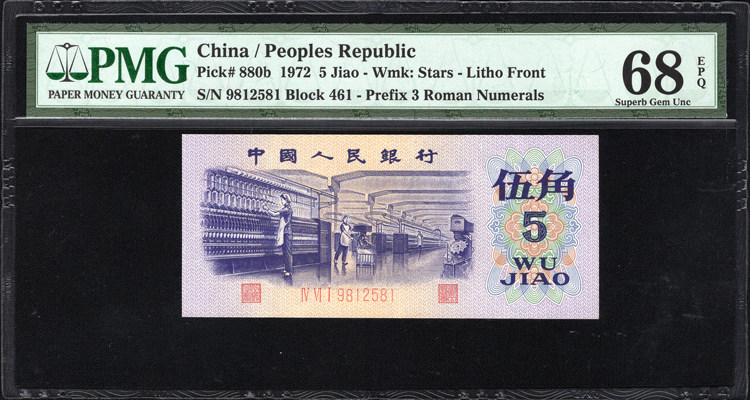 PMG
PAPER MONEY GUARANTY
China / Peoples Republic
Pick# 880b 1972 5 Jiao - Wmk: Stars - Litho Front
S/N 9812581 Block 461 - Prefix 3 Roman Numerals
68 EPQ
Superb Gem Unc
中國人民銀行
伍角
5
WU
JIAO
IV VI I 9812581